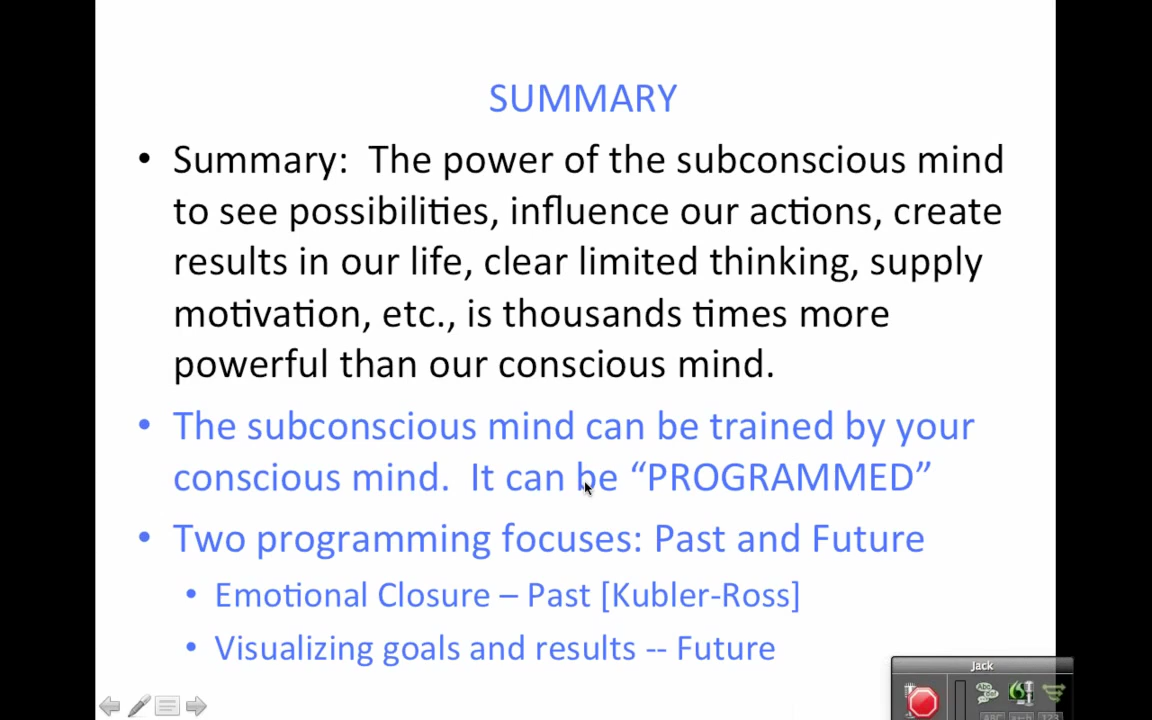 SUMMARY
• Summary:  The power of the subconscious mind
to see possibilities, influence our actions, create
results in our life, clear limited thinking, supply
motivation, etc., is thousands times more
powerful than our conscious mind.
• The subconscious mind can be trained by your
conscious mind.  It can be “PROGRAMMED”
• Two programming focuses: Past and Future
• Emotional Closure – Past [Kubler-Ross]
• Visualizing goals and results -- Future
Jack